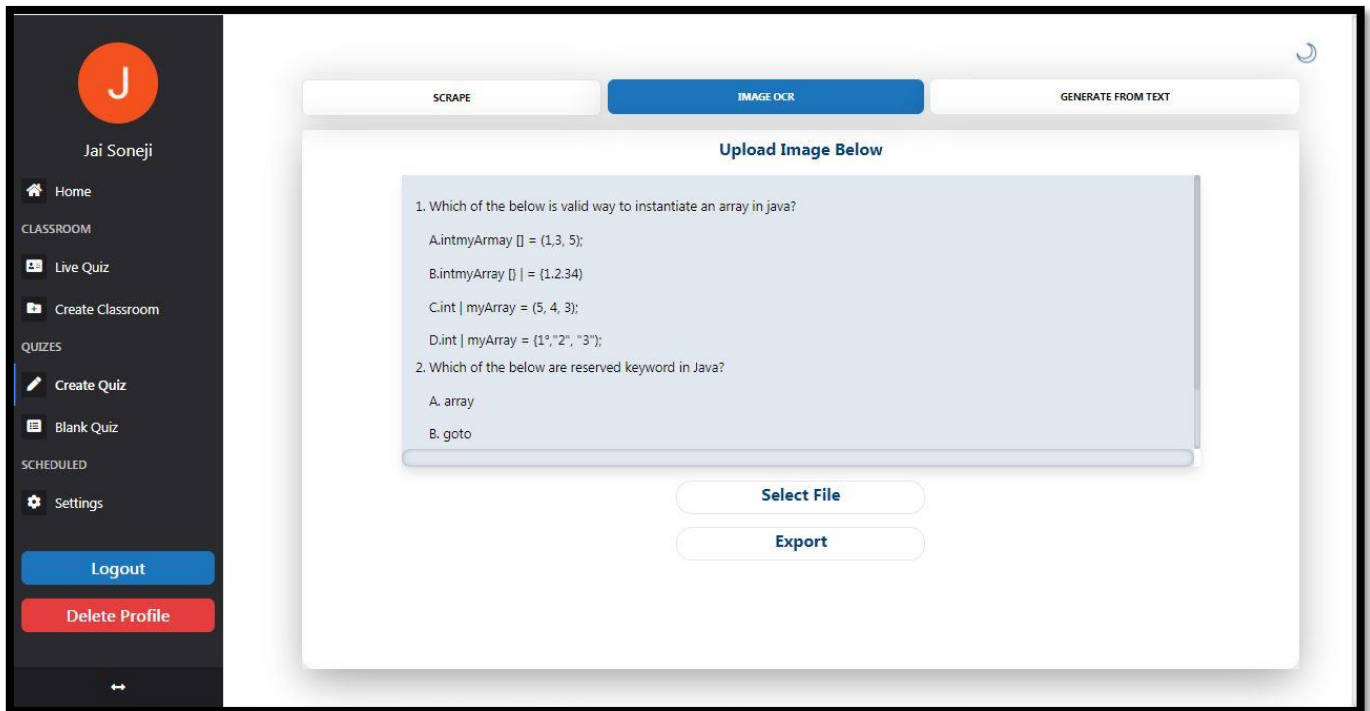 J
Jai Soneji
Home
CLASSROOM
Live Quiz
Create Classroom
QUIZES
Create Quiz
Blank Quiz
SCHEDULED
Settings
Logout
Delete Profile
SCRAPE
IMAGE OCR
GENERATE FROM TEXT
Upload Image Below
1. Which of the below is valid way to instantiate an array in java?
A.intmyArmay [] = (1,3, 5);
B.intmyArray [} | = {1.2.34)
C.int | myArray = (5, 4, 3);
D.int | myArray = {1°,"2", "3");
2. Which of the below are reserved keyword in Java?
A. array
B. goto
Select File
Export